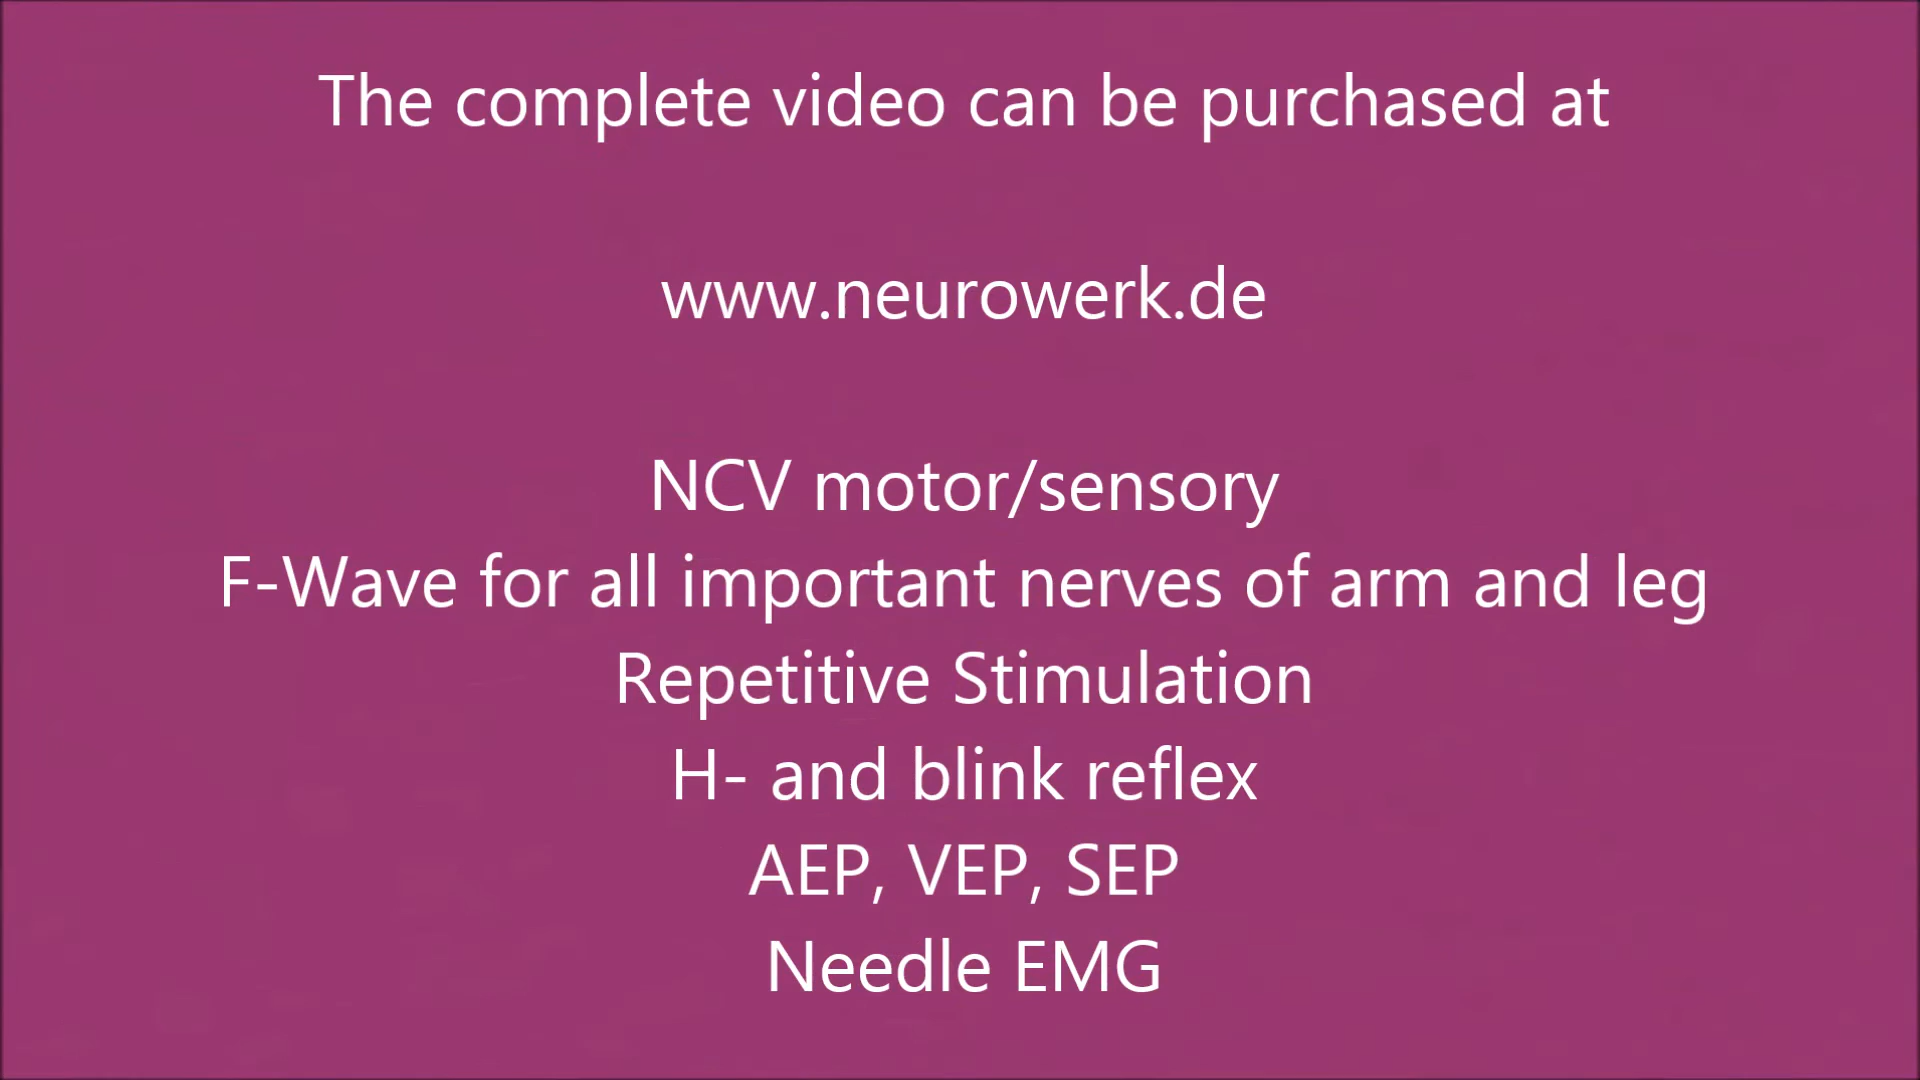 The complete video can be purchased at
www.neurowerk.de
NCV motor/sensory
F-Wave for all important nerves of arm and leg
Repetitive Stimulation
H- and blink reflex
AEP, VEP, SEP
Needle EMG